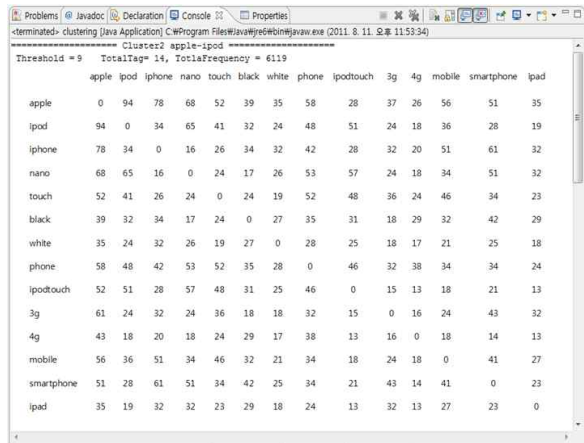 Problems @ Javadoc Declaration Console Properties
<terminated> clustering [Java Application] C:₩Program Files₩Java₩jre6₩bin₩javaw.exe (2011. 8. 11. 오후 11:53:34)
==================== Cluster2 apple-ipod ====================
Threshold = 9 TotalTag= 14, TotlaFrequency = 6119
apple ipod iphone nano touch black white phone ipodtouch 3g 4g mobile smartphone ipad
apple 0 94 78 68 52 39 35 58 28 37 26 56 51 35
ipod 94 0 34 65 41 32 24 48 51 24 18 36 28 19
iphone 78 34 0 16 26 34 32 42 28 32 20 51 61 32
nano 68 65 16 0 24 17 26 53 57 24 18 34 51 32
touch 52 41 26 24 0 24 19 52 48 36 24 46 34 23
black 39 32 34 17 24 0 27 35 31 18 29 32 42 29
white 35 24 32 26 19 27 0 28 25 18 17 21 25 18
phone 58 48 42 53 52 35 28 0 46 32 38 34 34 24
ipodtouch 52 51 28 57 48 31 25 46 0 15 13 18 21 13
3g 61 24 32 24 36 18 18 32 15 0 16 24 43 32
4g 43 18 20 18 24 29 17 38 13 16 0 18 14 13
mobile 56 36 51 34 46 32 21 34 18 24 18 0 41 27
smartphone 51 28 61 51 34 42 25 34 21 43 14 41 0 23
ipad 35 19 32 32 23 29 18 24 13 32 13 27 23 0